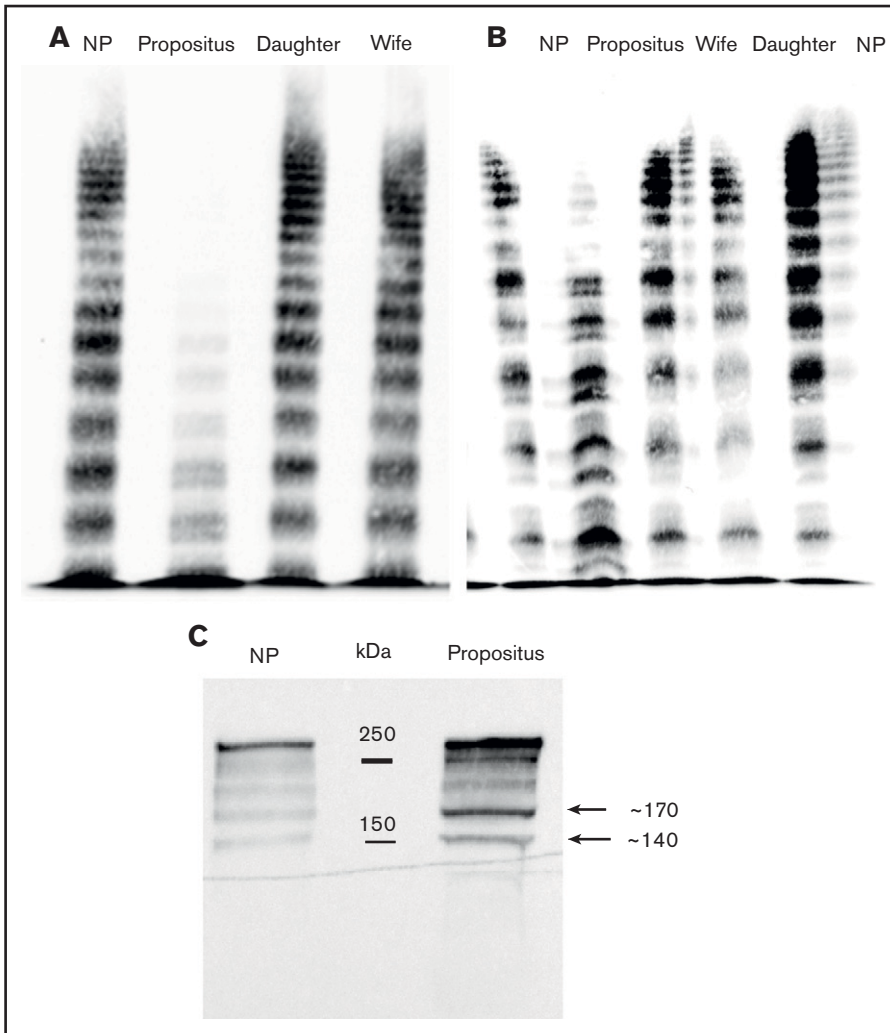 A NP Propositus Daughter Wife
B NP Propositus Wife Daughter NP
C NP kDa Propositus
250
~170
150
~140